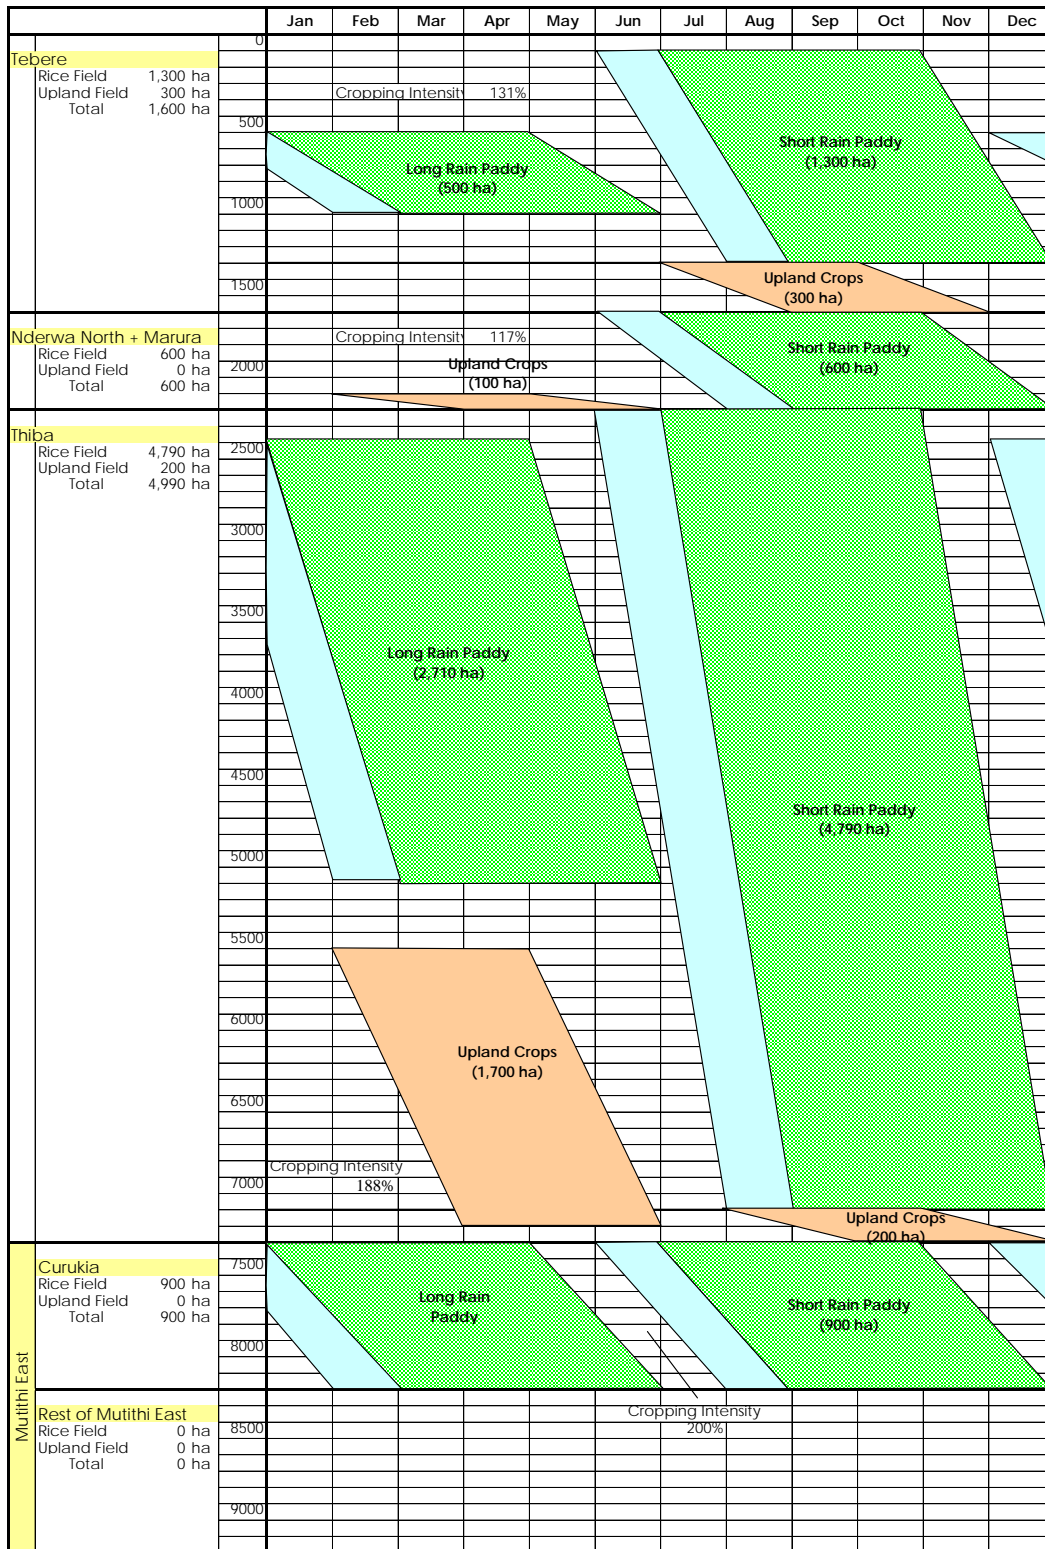 Jan Feb Mar Apr May Jun Jul Aug Sep Oct Nov Dec
0
Tebere
Rice Field 1,300 ha
Upland Field 300 ha
Total 1,600 ha
Cropping Intensity 131%
500
Long Rain Paddy
(500 ha)
Short Rain Paddy
(1,300 ha)
1000
Upland Crops
(300 ha)
1500
Nderwa North + Marura
Rice Field 600 ha
Upland Field 0 ha
Total 600 ha
Cropping Intensity 117%
Upland Crops
(100 ha)
Short Rain Paddy
(600 ha)
2000
Thiba
Rice Field 4,790 ha
Upland Field 200 ha
Total 4,990 ha
2500
3000
3500
Long Rain Paddy
(2,710 ha)
4000
4500
Short Rain Paddy
(4,790 ha)
5000
5500
6000
Upland Crops
(1,700 ha)
6500
Cropping Intensity
188%
7000
Upland Crops
(200 ha)
Mutithi East
Curukia
Rice Field 900 ha
Upland Field 0 ha
Total 900 ha
7500
Long Rain
Paddy
Short Rain Paddy
(900 ha)
8000
Rest of Mutithi East
Rice Field 0 ha
Upland Field 0 ha
Total 0 ha
Cropping Intensity
200%
8500
9000